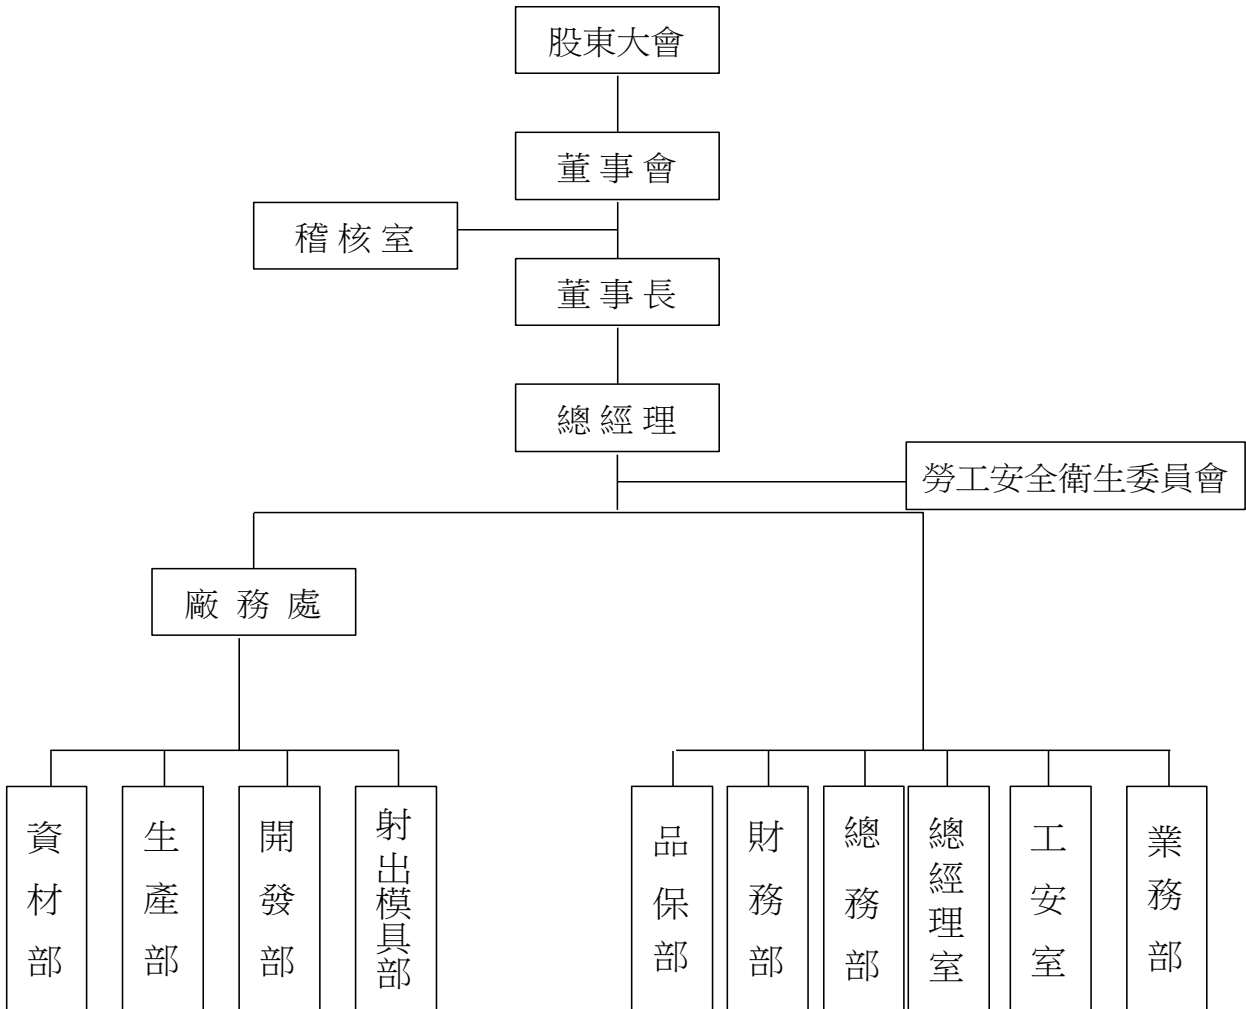 股東大會
董事會
稽核室
董事長
總經理
勞工安全衛生委員會
廠務處
資材部
生產部
開發部
射出模具部
品保部
財務部
總務部
總經理室
工安室
業務部